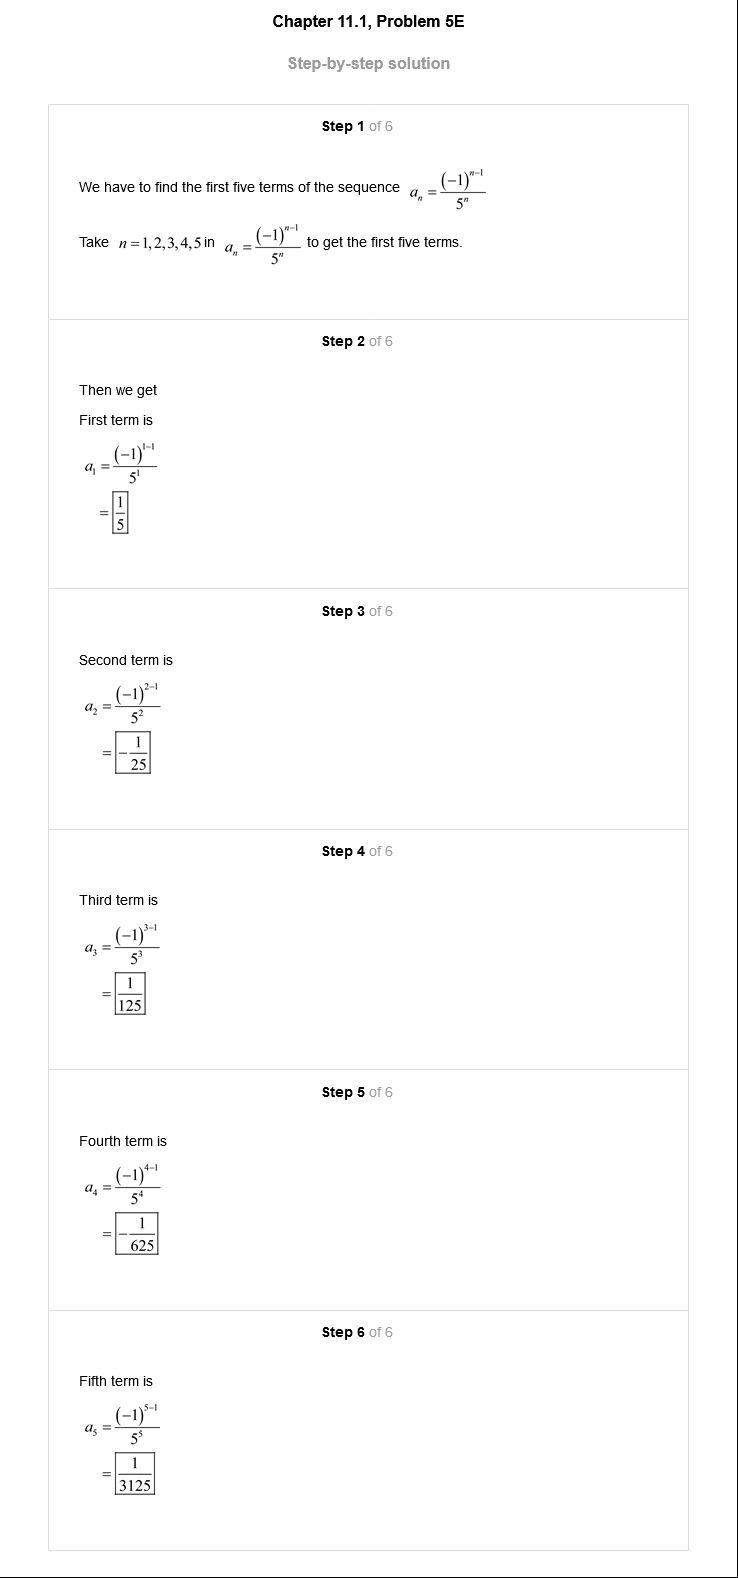 Chapter 11.1, Problem 5E
Step-by-step solution
Step 1 of 6
We have to find the first five terms of the sequence $a_n = \frac{(-1)^{n-1}}{5^n}$
Take $n = 1, 2, 3, 4, 5$ in $a_n = \frac{(-1)^{n-1}}{5^n}$ to get the first five terms.
Step 2 of 6
Then we get
First term is
$a_1 = \frac{(-1)^{1-1}}{5^1}$
$= \boxed{\frac{1}{5}}$
Step 3 of 6
Second term is
$a_2 = \frac{(-1)^{2-1}}{5^2}$
$= \boxed{-\frac{1}{25}}$
Step 4 of 6
Third term is
$a_3 = \frac{(-1)^{3-1}}{5^3}$
$= \boxed{\frac{1}{125}}$
Step 5 of 6
Fourth term is
$a_4 = \frac{(-1)^{4-1}}{5^4}$
$= \boxed{-\frac{1}{625}}$
Step 6 of 6
Fifth term is
$a_5 = \frac{(-1)^{5-1}}{5^5}$
$= \boxed{\frac{1}{3125}}$